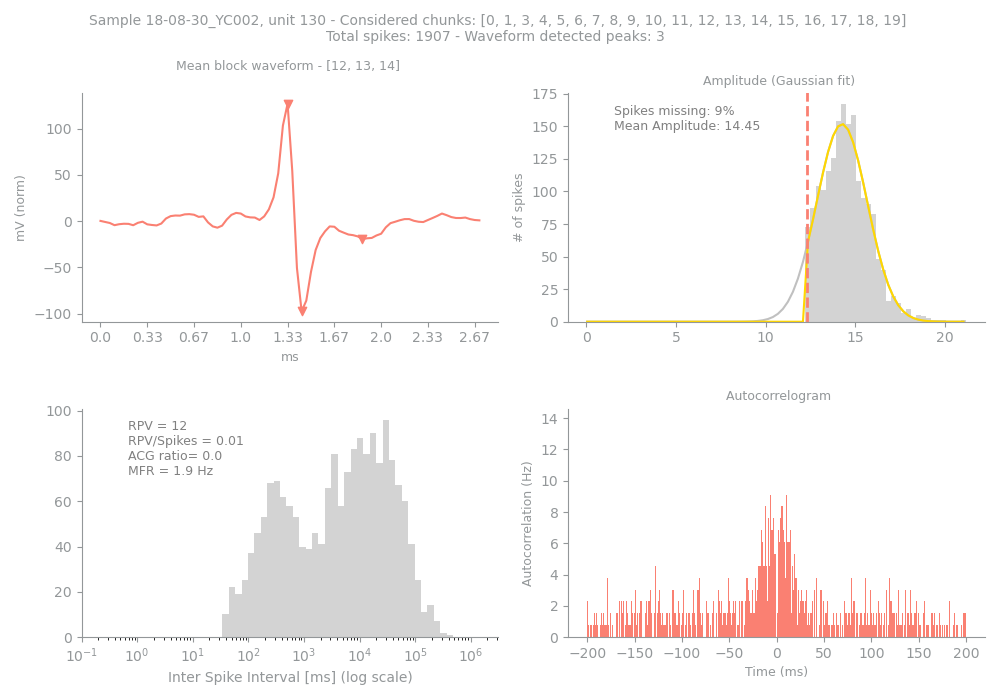 Sample 18-08-30_YC002, unit 130 - Considered chunks: [0, 1, 3, 4, 5, 6, 7, 8, 9, 10, 11, 12, 13, 14, 15, 16, 17, 18, 19]
Total spikes: 1907 - Waveform detected peaks: 3
Mean block waveform - [12, 13, 14]
mV (norm)
100
50
0
−50
−100
0.0 0.33 0.67 1.0 1.33 1.67 2.0 2.33 2.67
ms
Amplitude (Gaussian fit)
Spikes missing: 9%
Mean Amplitude: 14.45
# of spikes
175
150
125
100
75
50
25
0
0 5 10 15 20
RPV = 12
RPV/Spikes = 0.01
ACG ratio= 0.0
MFR = 1.9 Hz
100
80
60
40
20
0
10⁻¹ 10⁰ 10¹ 10² 10³ 10⁴ 10⁵ 10⁶
Inter Spike Interval [ms] (log scale)
Autocorrelogram
Autocorrelation (Hz)
14
12
10
8
6
4
2
0
−200 −150 −100 −50 0 50 100 150 200
Time (ms)